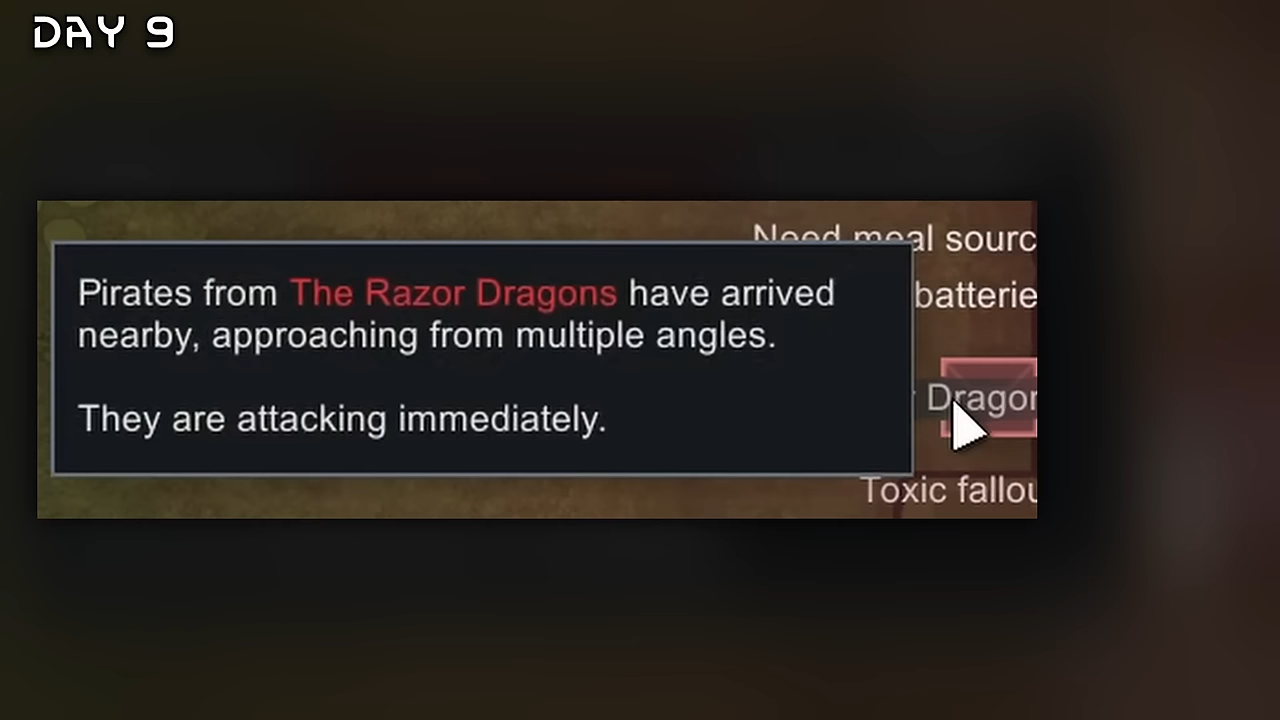 DAY 9
Need meal sourc
Pirates from The Razor Dragons have arrived
nearby, approaching from multiple angles.
They are attacking immediately.
batterie
Dragon
Toxic fallou